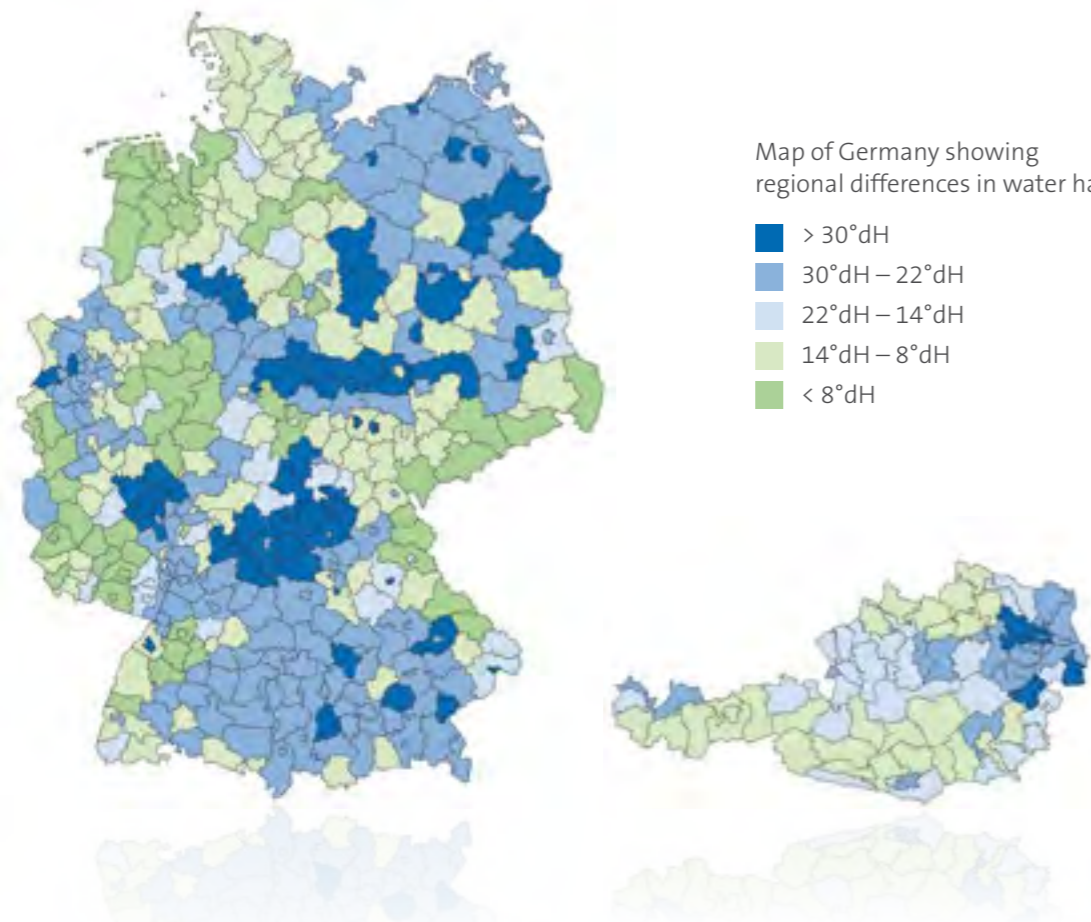 Map of Germany showing
regional differences in water
> 30°dH
30°dH – 22°dH
22°dH – 14°dH
14°dH – 8°dH
< 8°dH